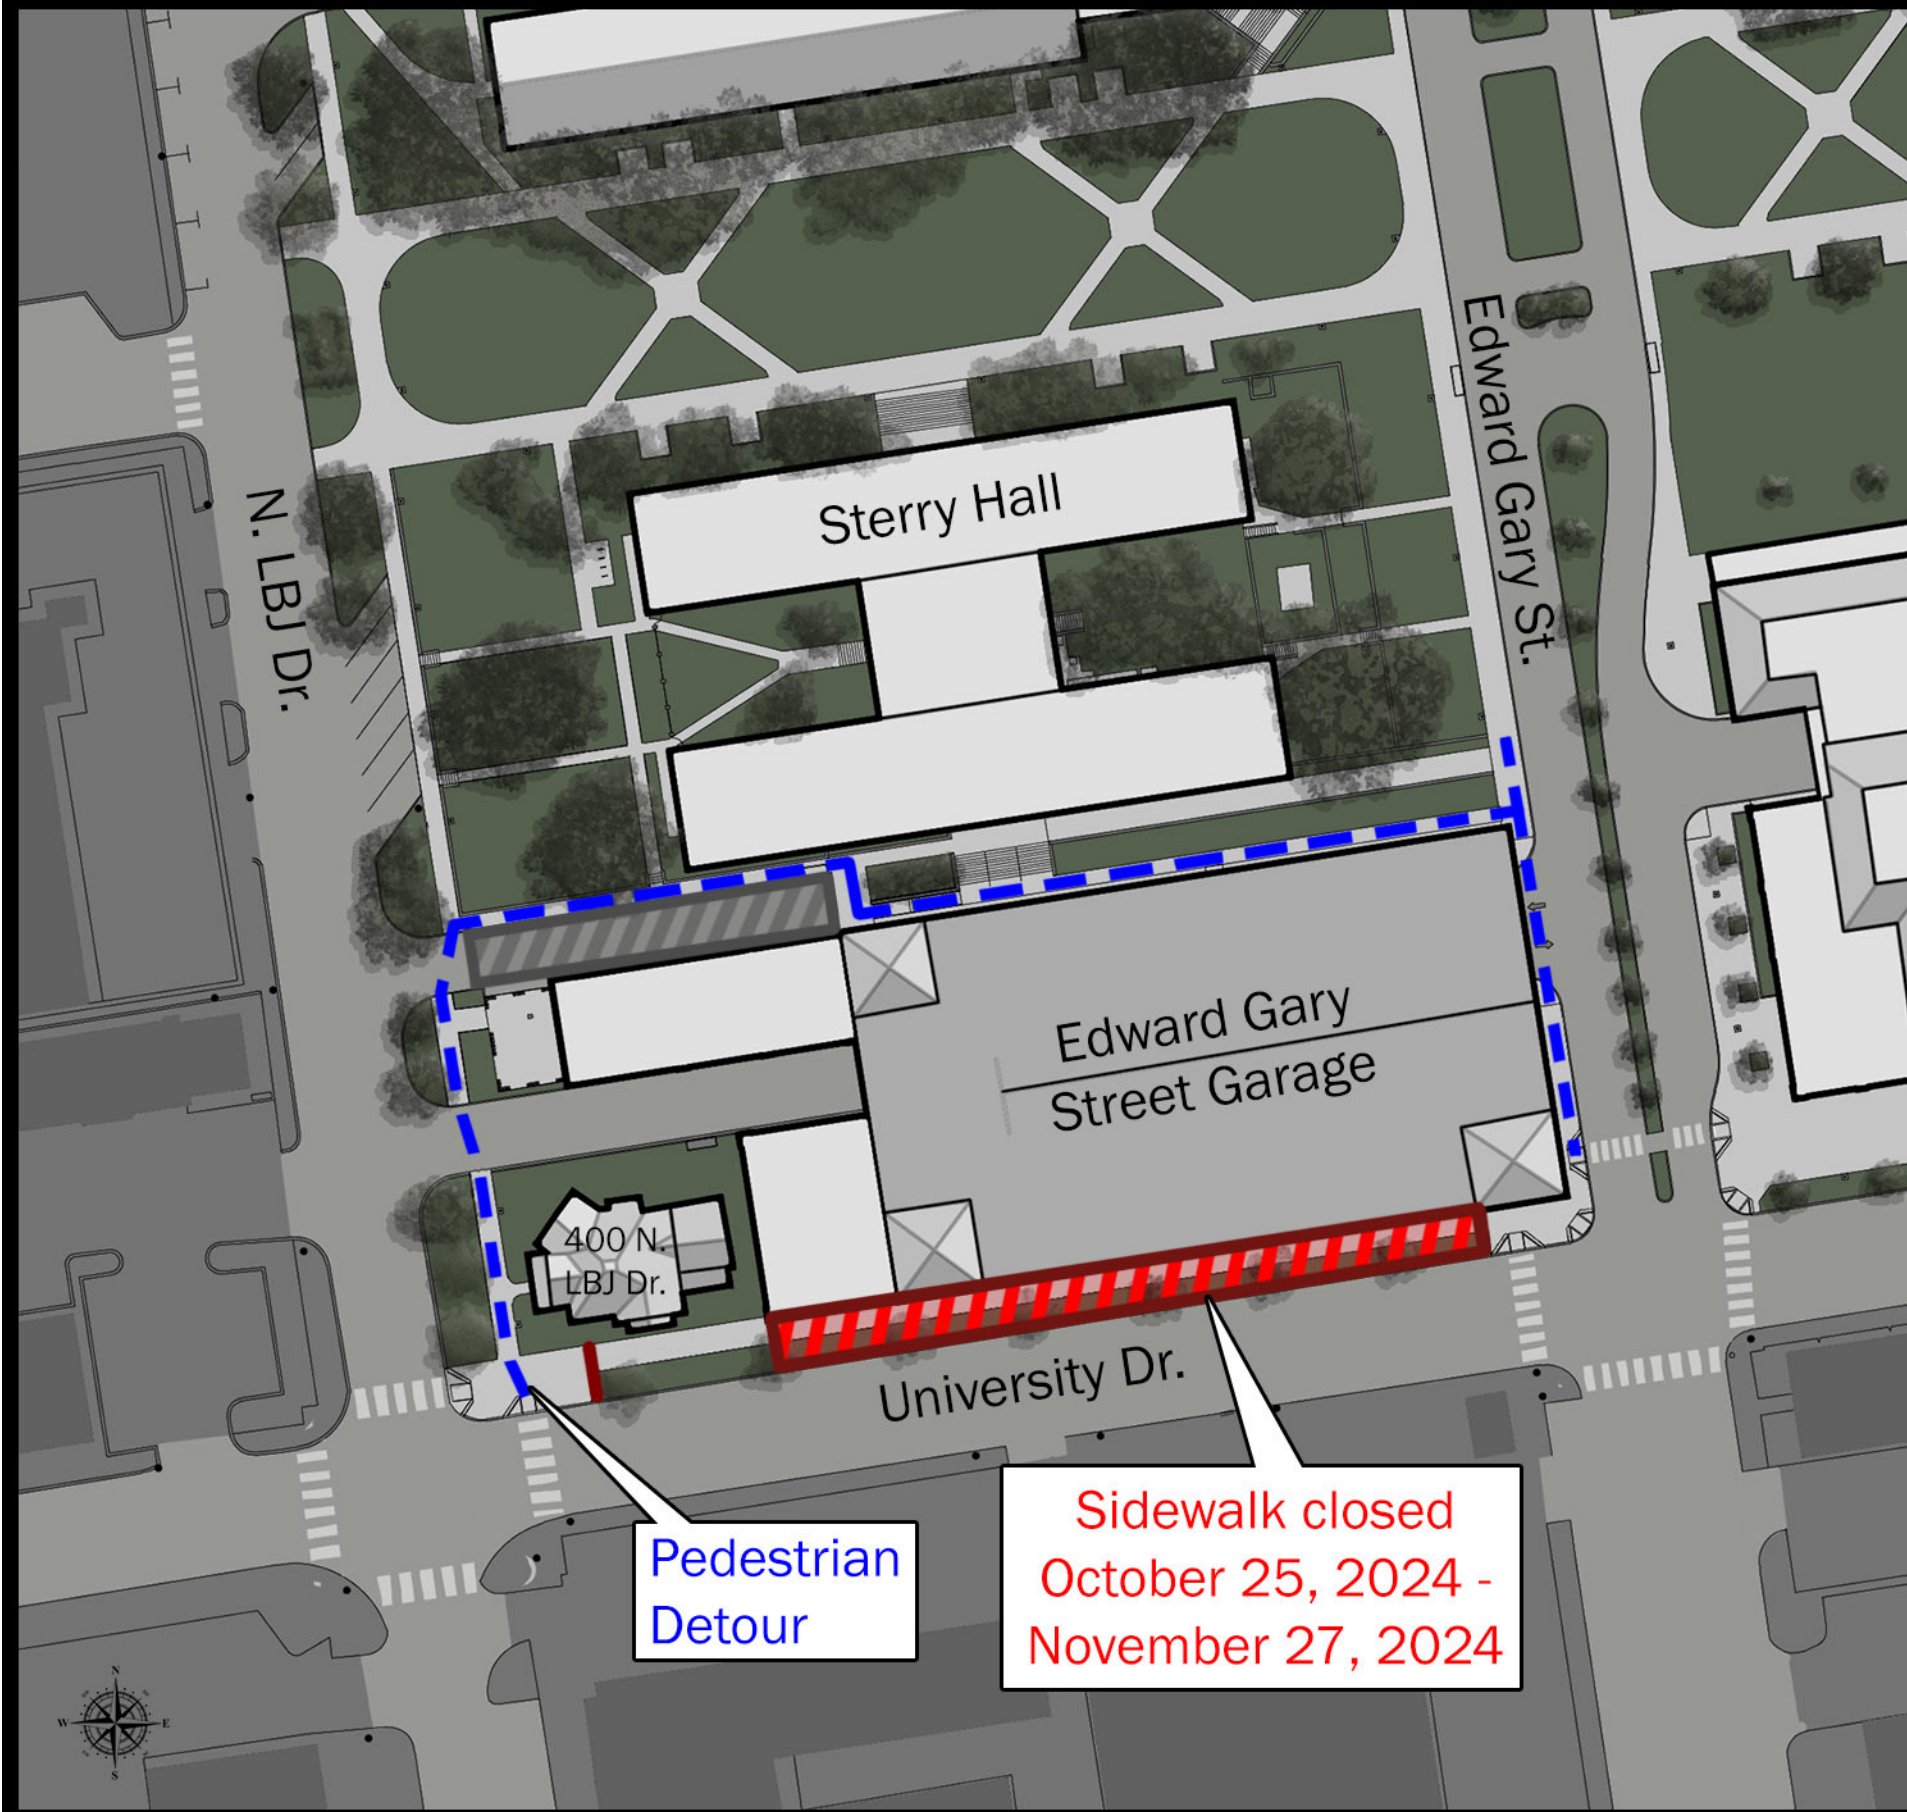 Sterry Hall
N. LBJ Dr.
Edward Gary St.
Edward Gary
Street Garage
400 N.
LBJ Dr.
University Dr.
Pedestrian
Detour
Sidewalk closed
October 25, 2024 -
November 27, 2024
N
W E
S